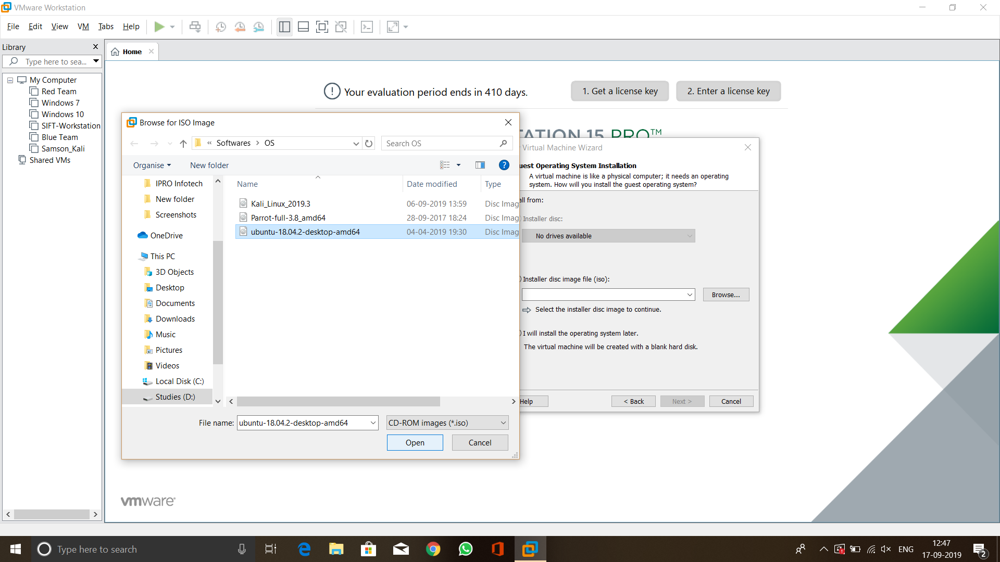 VMware Workstation
File Edit View VM Tabs Help
Library
Type here to sea...
My Computer
Red Team
Windows 7
Windows 10
SIFT-Workstation
Blue Team
Samson_Kali
Shared VMs
Home
Your evaluation period ends in 410 days.
1. Get a license key
2. Enter a license key
TATION 15 PRO™
Browse for ISO Image
« Softwares > OS
Search OS
Organise
New folder
?
IPRO Infotech
New folder
Screenshots
OneDrive
This PC
3D Objects
Desktop
Documents
Downloads
Music
Pictures
Videos
Local Disk (C:)
Studies (D:)
Name Date modified Type
Kali_Linux_2019.3 06-09-2019 13:59 Disc Imag
Parrot-full-3.8_amd64 28-09-2017 18:24 Disc Imag
ubuntu-18.04.2-desktop-amd64 04-04-2019 19:30 Disc Imag
File name: ubuntu-18.04.2-desktop-amd64
CD-ROM images (*.iso)
Open
Cancel
Virtual Machine Wizard
uest Operating System Installation
A virtual machine is like a physical computer; it needs an operating
system. How will you install the guest operating system?
all from:
Installer disc:
No drives available
Installer disc image file (iso):
Browse...
Select the installer disc image to continue.
I will install the operating system later.
The virtual machine will be created with a blank hard disk.
Help
< Back
Next >
Cancel
vmware®
Type here to search
ENG
12:47
17-09-2019
2